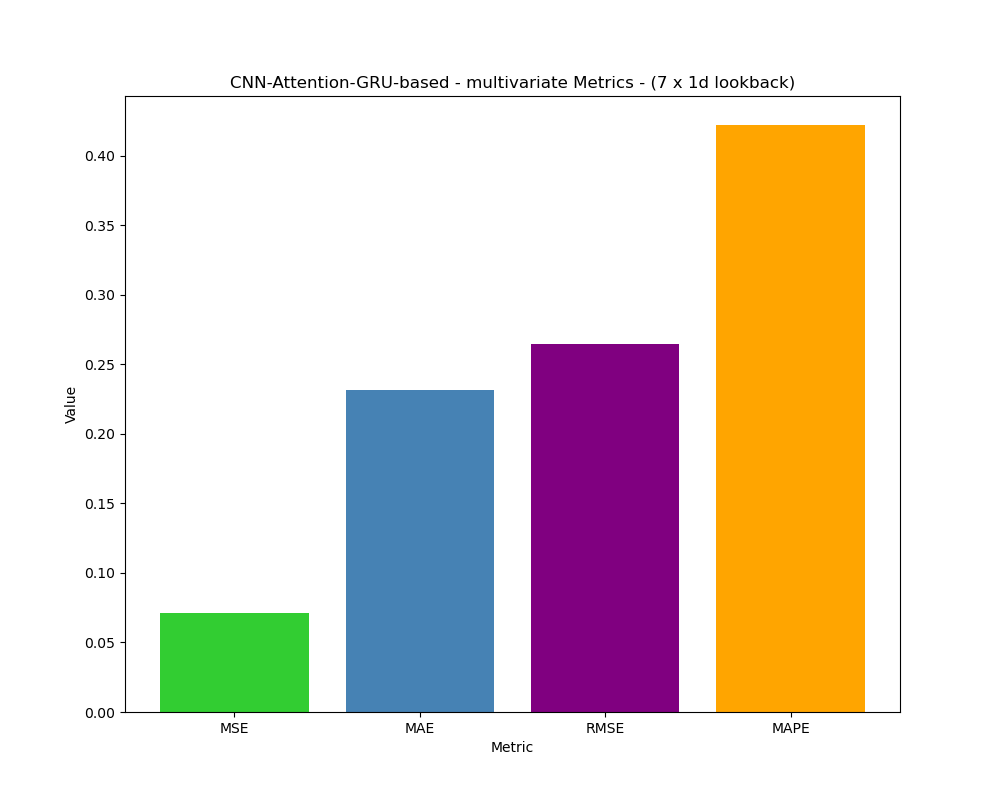 CNN-Attention-GRU-based - multivariate Metrics - (7 x 1d lookback)
Value
0.40
0.35
0.30
0.25
0.20
0.15
0.10
0.05
0.00
MSE MAE RMSE MAPE
Metric